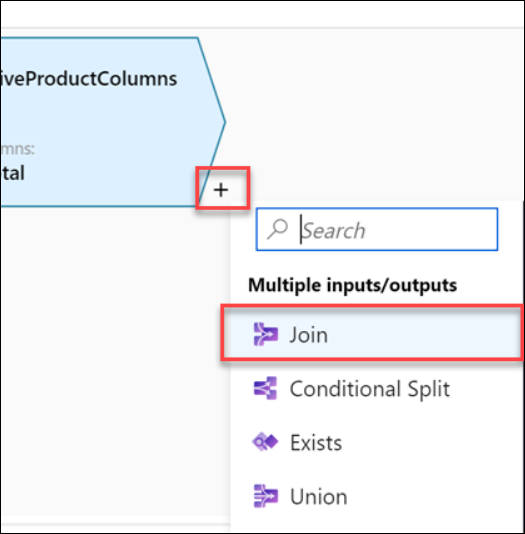 iveProductColumns
mns:
tal
+
Search
Multiple inputs/outputs
Join
Conditional Split
Exists
Union